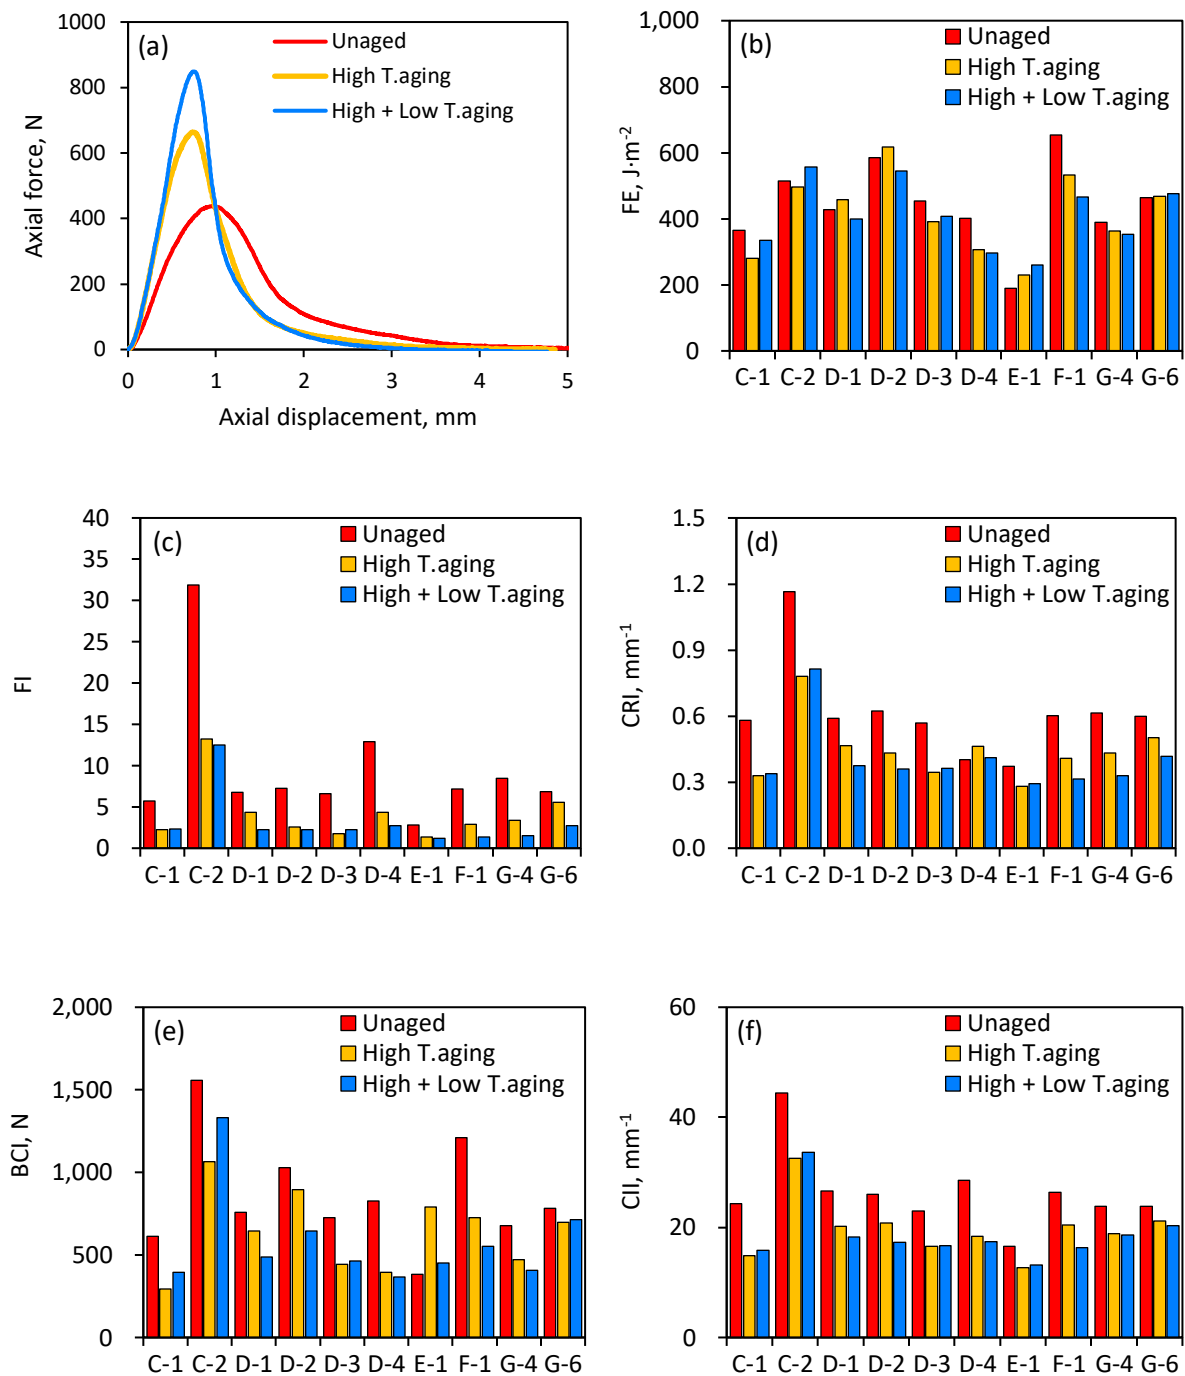 (a)
Unaged
High T.aging
High + Low T.aging
1000
800
600
400
200
0
Axial force, N
0 1 2 3 4 5
Axial displacement, mm
(b)
Unaged
High T.aging
High + Low T.aging
1,000
800
600
400
200
0
FE, J·m-2
C-1 C-2 D-1 D-2 D-3 D-4 E-1 F-1 G-4 G-6
(c)
Unaged
High T.aging
High + Low T.aging
40
35
30
25
20
15
10
5
0
FI
C-1 C-2 D-1 D-2 D-3 D-4 E-1 F-1 G-4 G-6
(d)
Unaged
High T.aging
High + Low T.aging
1.5
1.2
0.9
0.6
0.3
0.0
CRI, mm-1
C-1 C-2 D-1 D-2 D-3 D-4 E-1 F-1 G-4 G-6
(e)
Unaged
High T.aging
High + Low T.aging
2,000
1,500
1,000
500
0
BCI, N
C-1 C-2 D-1 D-2 D-3 D-4 E-1 F-1 G-4 G-6
(f)
Unaged
High T.aging
High + Low T.aging
60
40
20
0
CII, mm-1
C-1 C-2 D-1 D-2 D-3 D-4 E-1 F-1 G-4 G-6